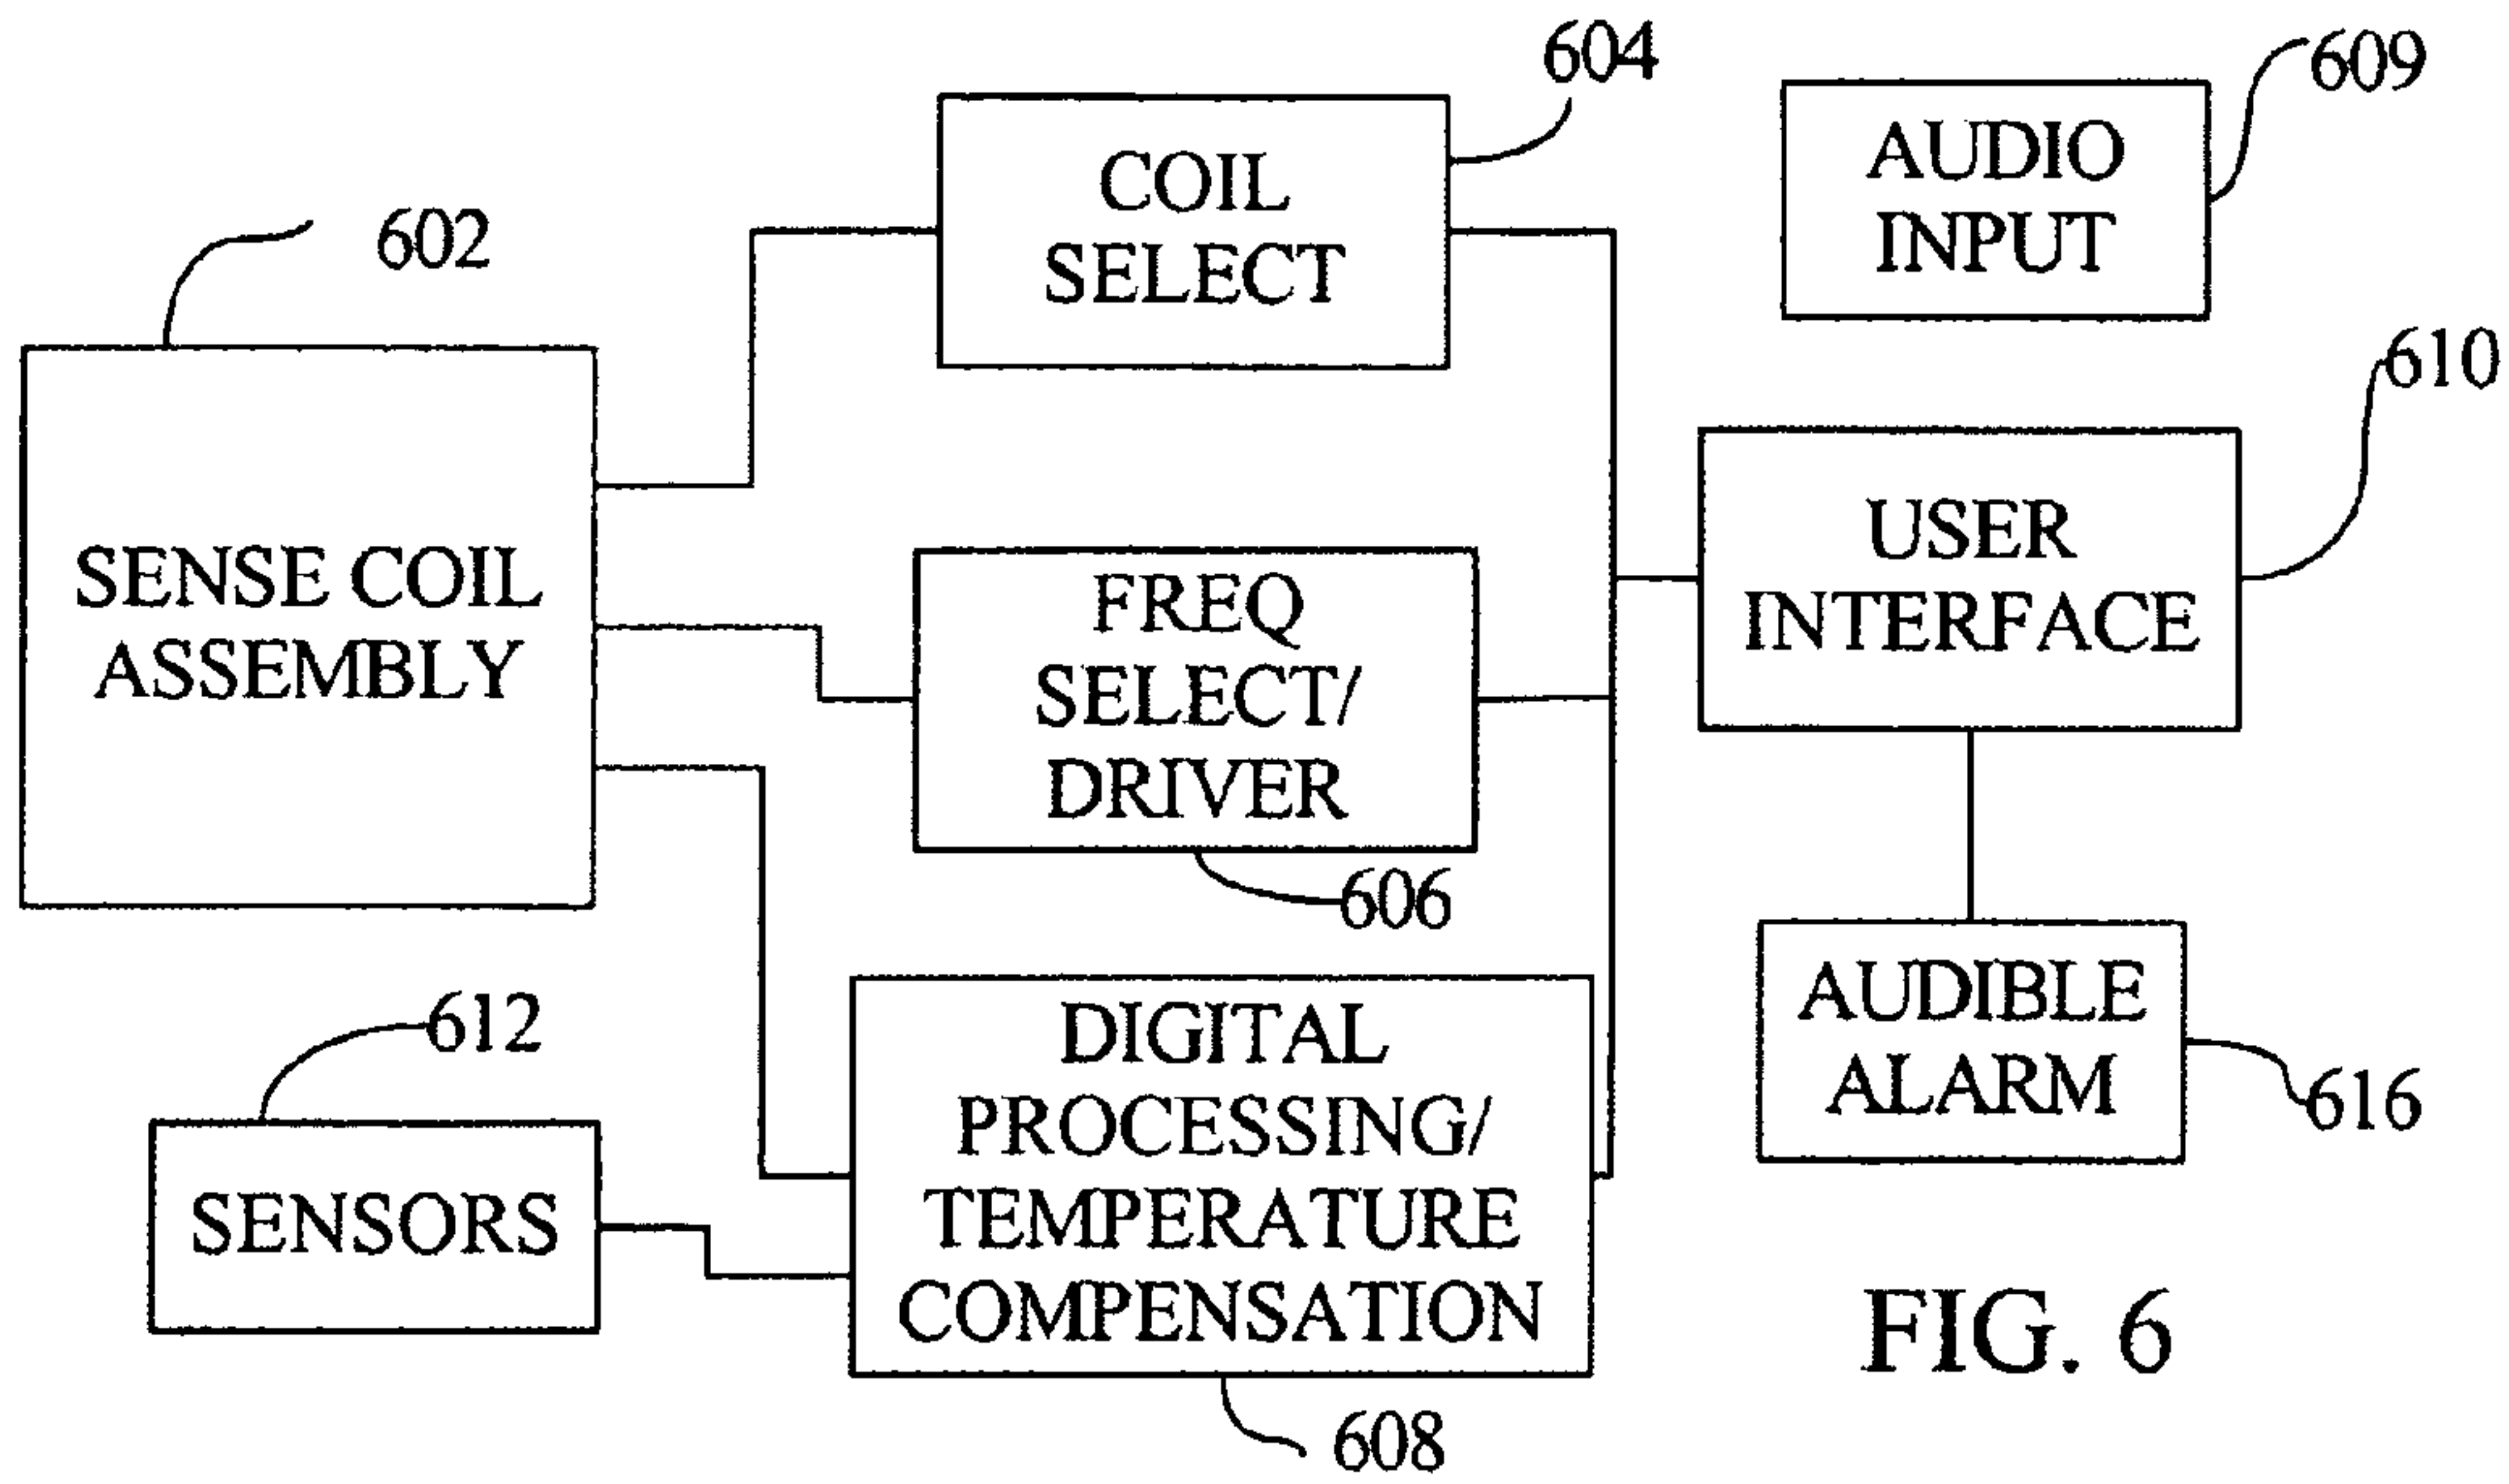 604
609
COIL
SELECT
AUDIO
INPUT
602
610
SENSE COIL
ASSEMBLY
FREQ
SELECT/
DRIVER
USER
INTERFACE
606
612
SENSORS
DIGITAL
PROCESSING/
TEMPERATURE
COMPENSATION
AUDIBLE
ALARM
616
608
FIG. 6